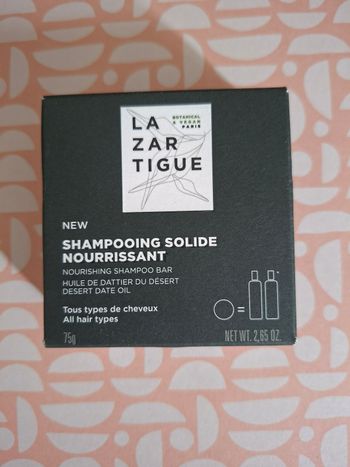 LA
ZAR
TIGUE
BOTANICAL
& VEGAN
PARIS
NEW
SHAMPOOING SOLIDE
NOURRISSANT
NOURISHING SHAMPOO BAR
HUILE DE DATTIER DU DÉSERT
DESERT DATE OIL
Tous types de cheveux
All hair types
75g
=
*
NET WT. 2,65 OZ.